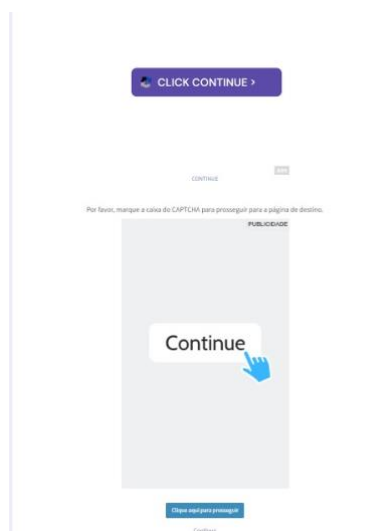 CLICK CONTINUE >
CONTINUE
Por favor, marque a caixa do CAPTCHA para prosseguir para a página de destino.
PUBLICIDADE
Continue
Clique aqui para prosseguir